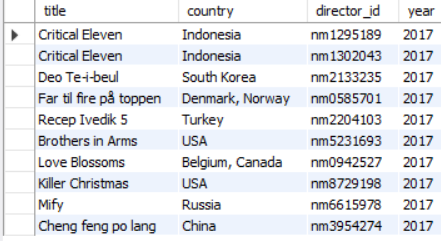 title country director_id year
Critical Eleven Indonesia nm1295189 2017
Critical Eleven Indonesia nm1302043 2017
Deo Te-i-beul South Korea nm2133235 2017
Far til fire på toppen Denmark, Norway nm0585701 2017
Recep Ivedik 5 Turkey nm2204103 2017
Brothers in Arms USA nm5231693 2017
Love Blossoms Belgium, Canada nm0942527 2017
Killer Christmas USA nm8729198 2017
Mify Russia nm6615978 2017
Cheng feng po lang China nm3954274 2017